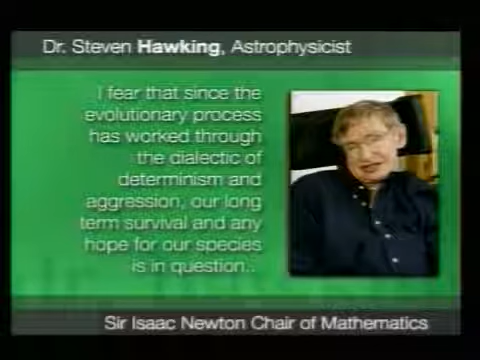 Dr. Steven Hawking, Astrophysicist
I fear that since the
evolutionary process
has worked through
the dialectic of
determinism and
aggression, our long
term survival and any
hope for our species
is in question..
Sir Isaac Newton Chair of Mathematics